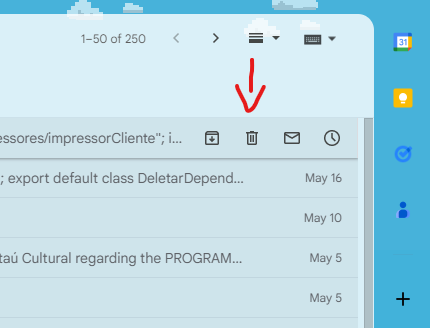 1–50 of 250
31
essores/impressorCliente"; i...
; export default class DeletarDepend... May 16
May 10
taú Cultural regarding the PROGRAM... May 5
May 5